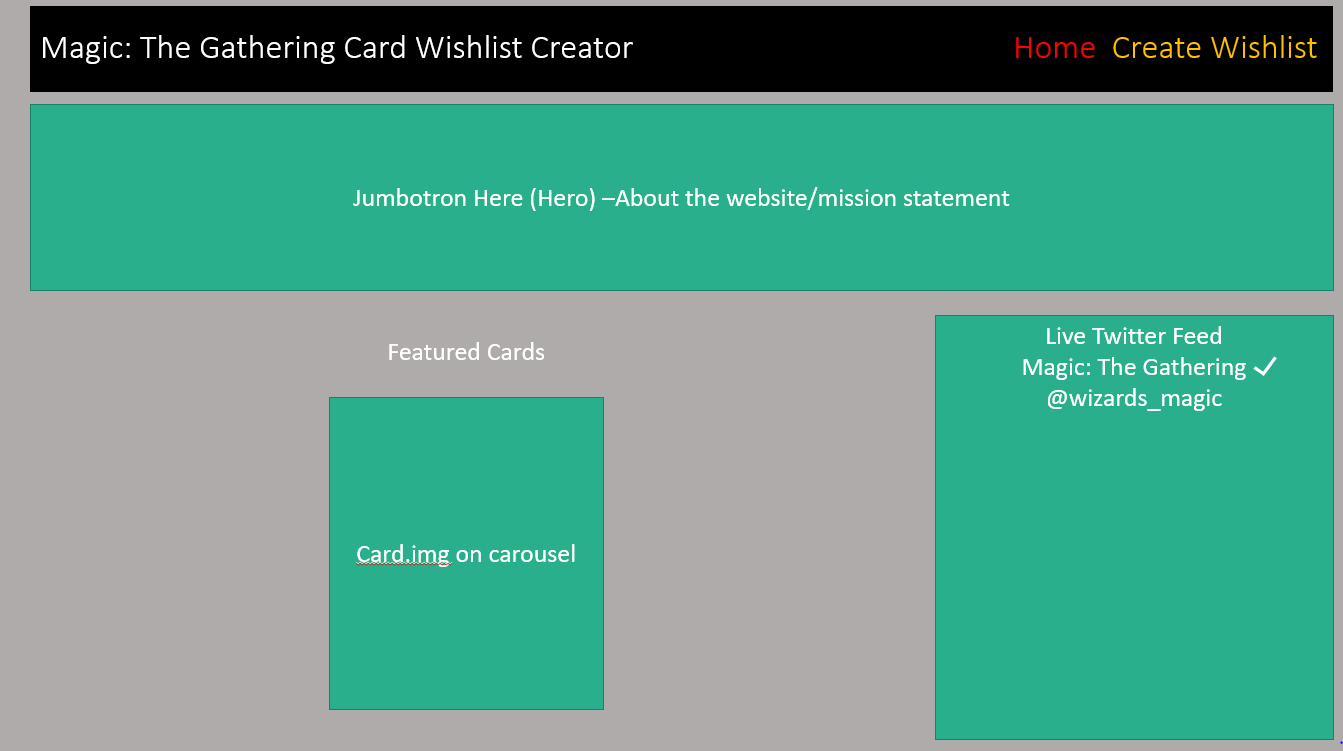 Magic: The Gathering Card Wishlist Creator
Home Create Wishlist
Jumbotron Here (Hero) –About the website/mission statement
Featured Cards
Card.img on carousel
Live Twitter Feed
Magic: The Gathering ✓
@wizards_magic